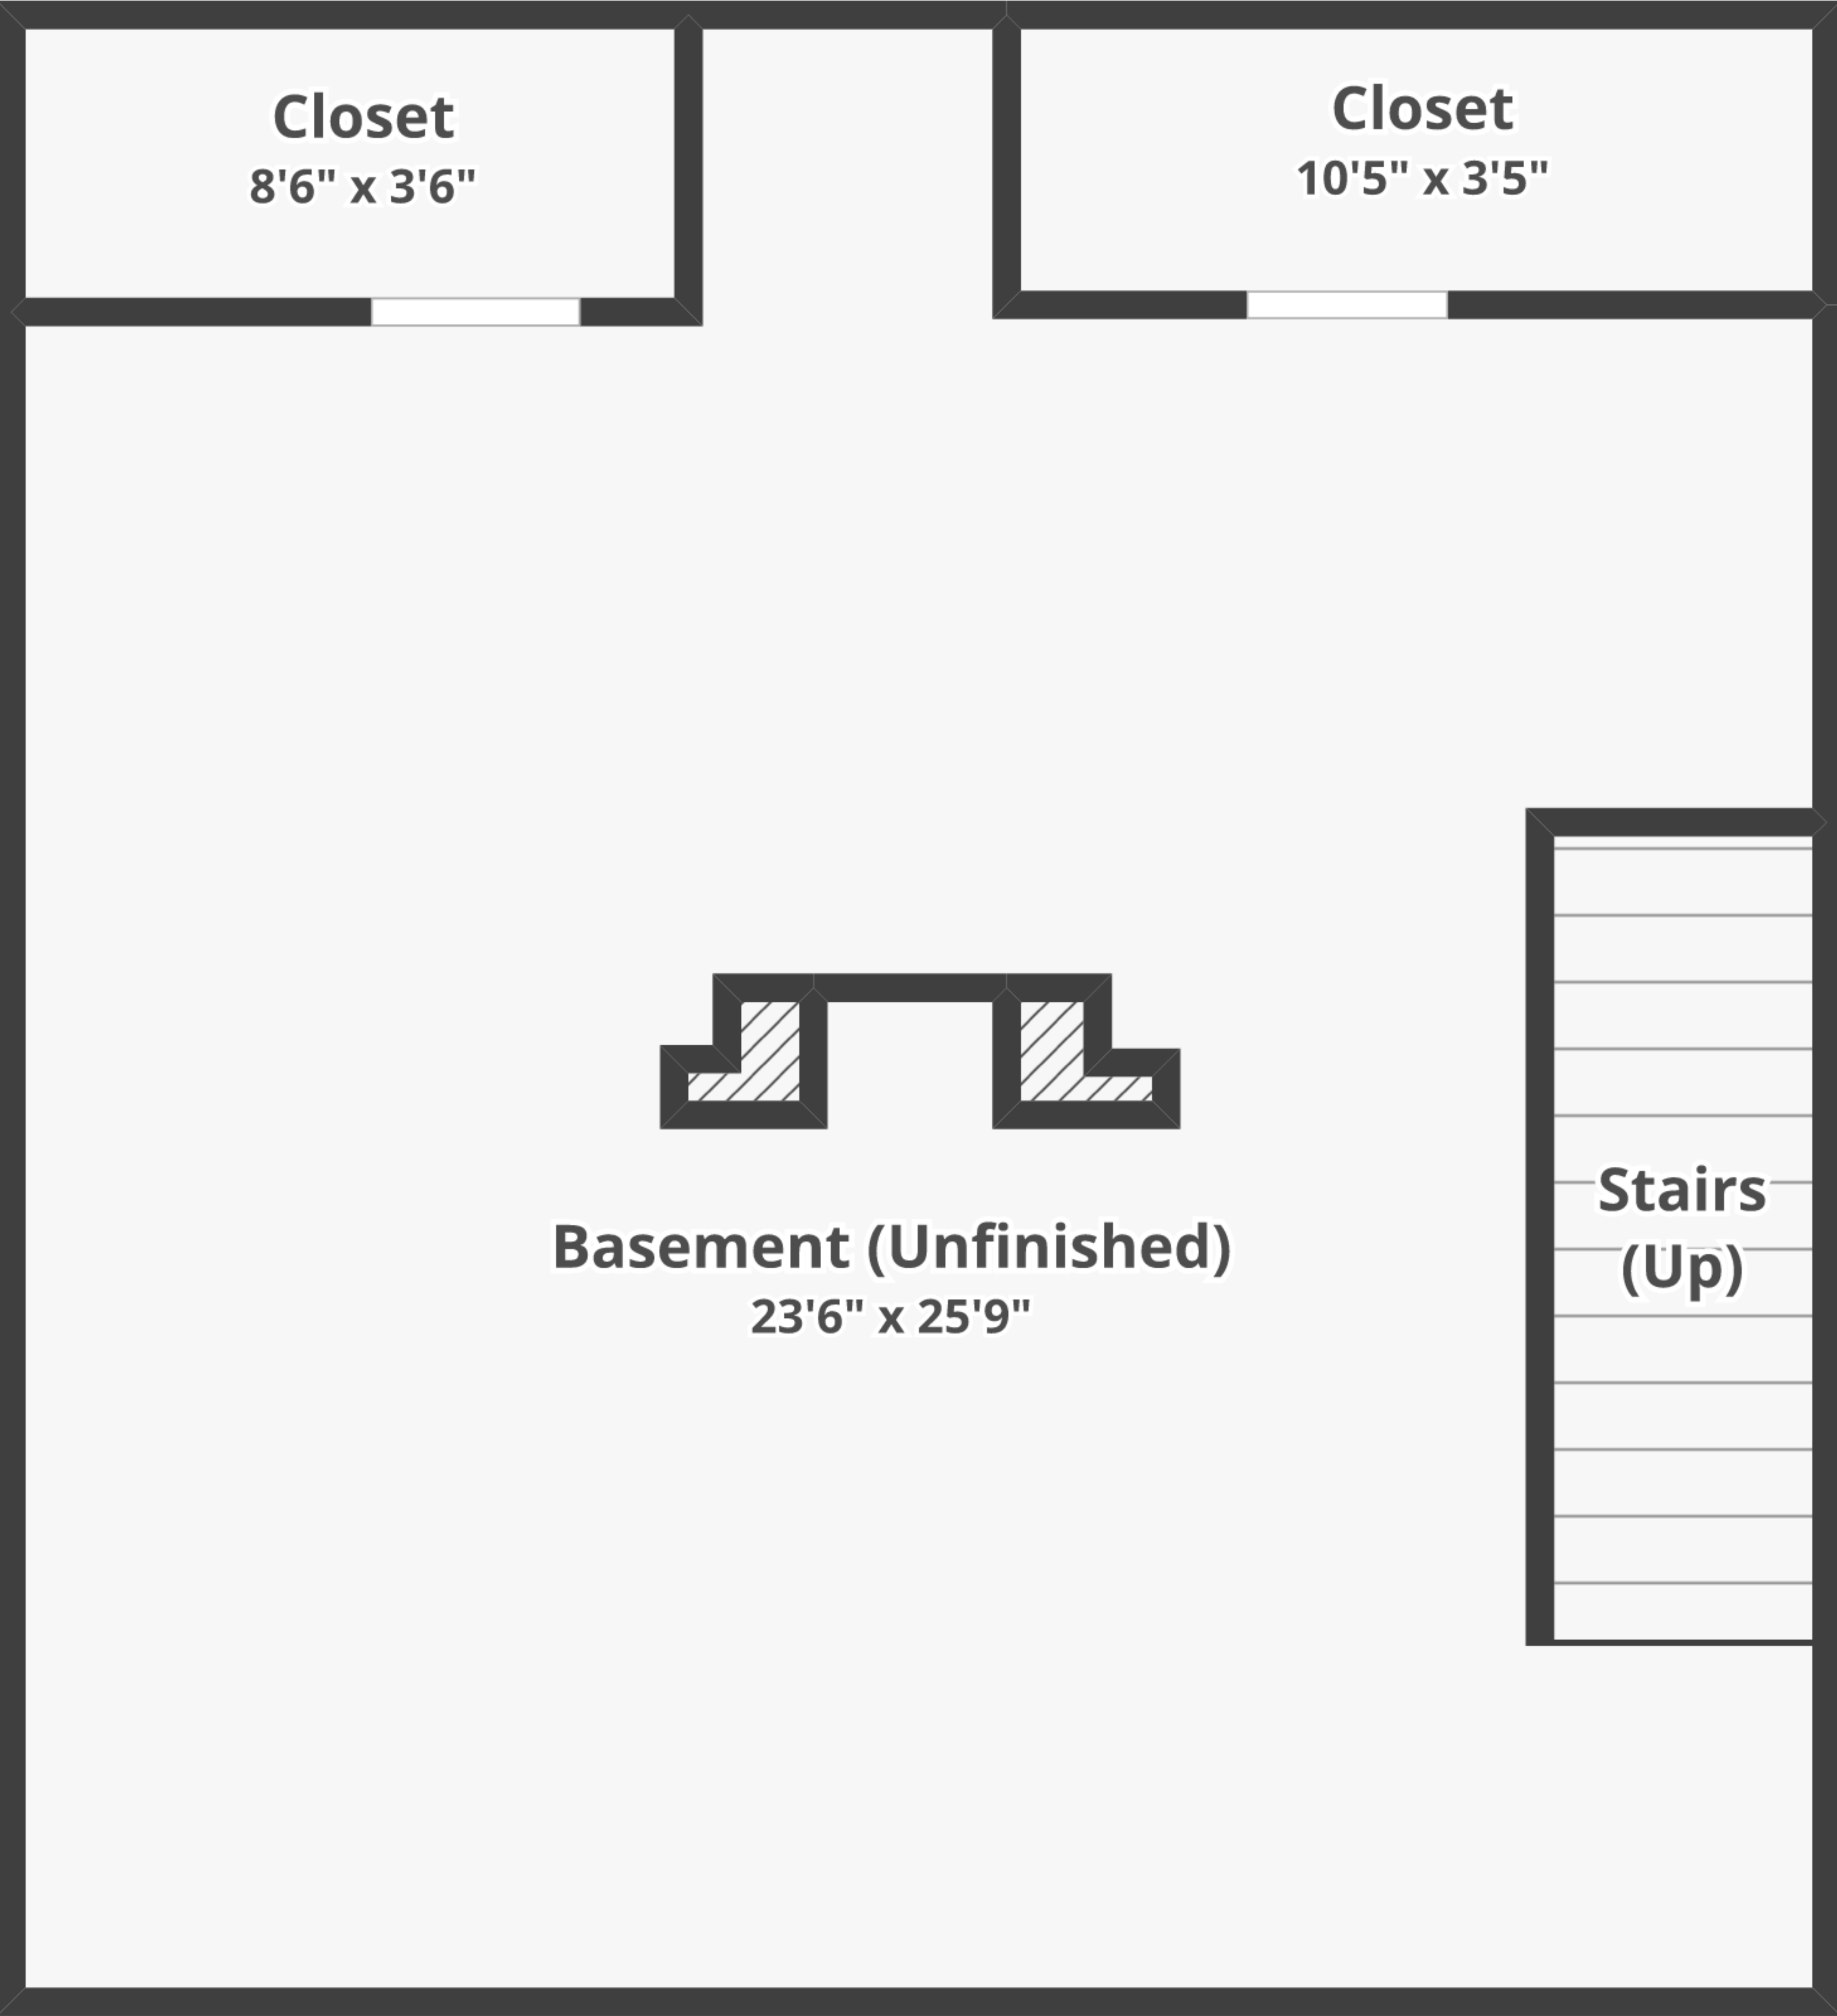 Closet
8'6" x 3'6"
Closet
10'5" x 3'5"
Stairs
(Up)
Basement (Unfinished)
23'6" x 25'9"